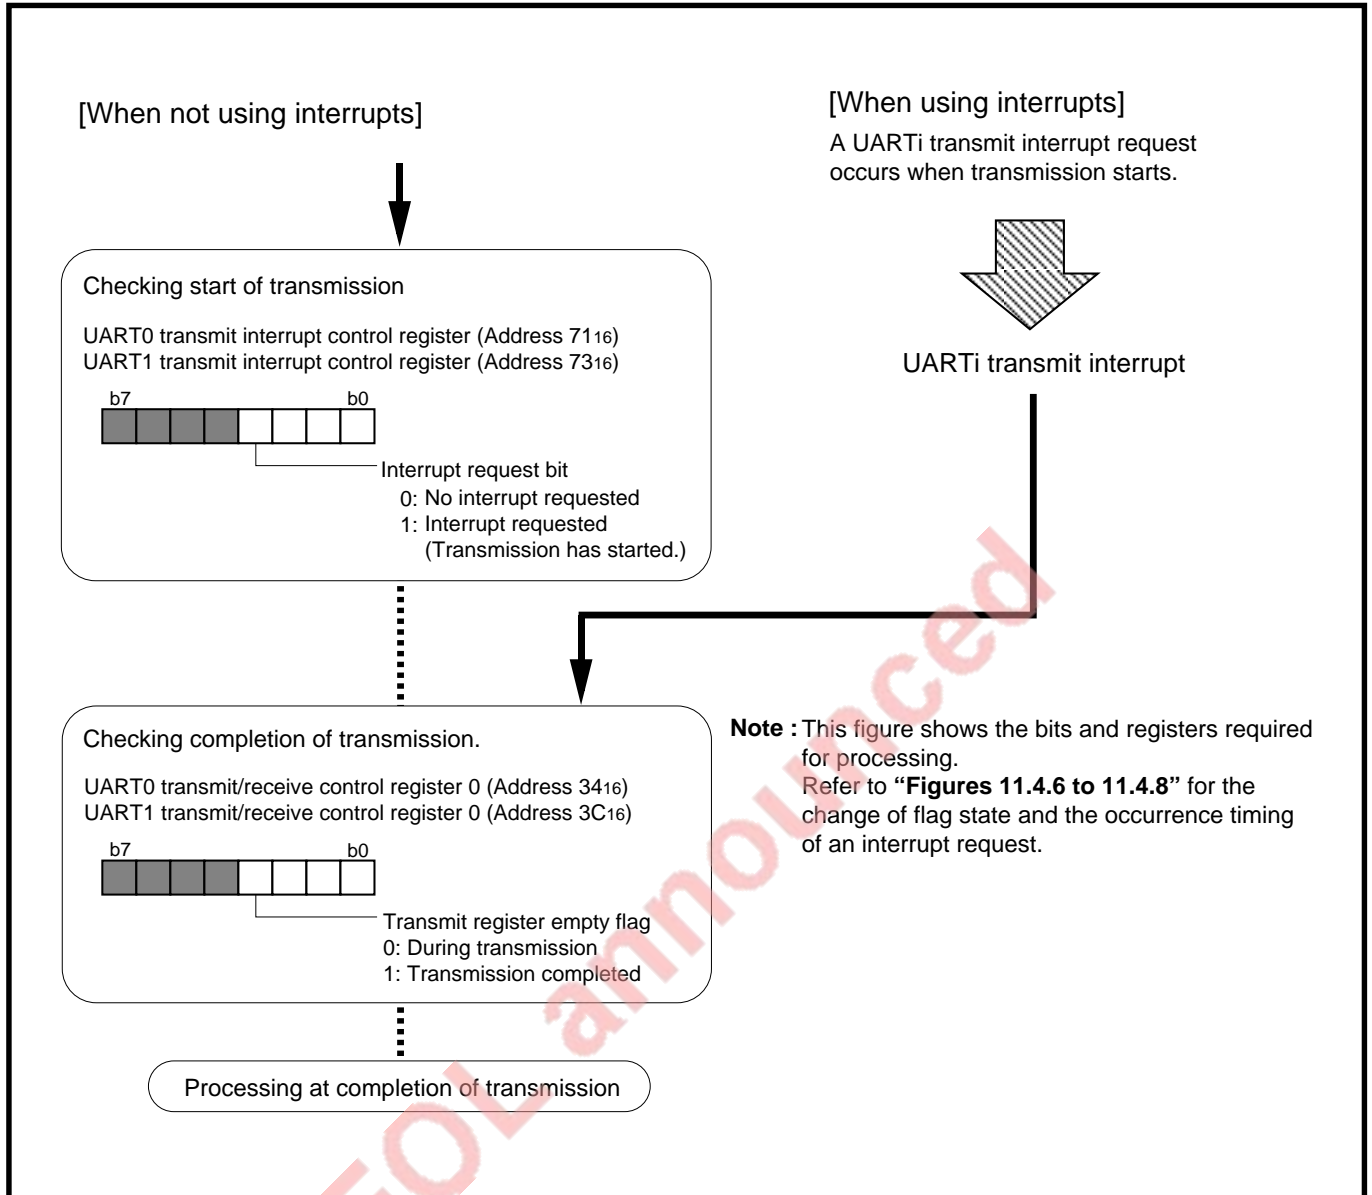 [When not using interrupts]
Checking start of transmission
UART0 transmit interrupt control register (Address 7116)
UART1 transmit interrupt control register (Address 7316)
b7 b0
Interrupt request bit
0: No interrupt requested
1: Interrupt requested
(Transmission has started.)
[When using interrupts]
A UARTi transmit interrupt request
occurs when transmission starts.
UARTi transmit interrupt
Checking completion of transmission.
UART0 transmit/receive control register 0 (Address 3416)
UART1 transmit/receive control register 0 (Address 3C16)
b7 b0
Transmit register empty flag
0: During transmission
1: Transmission completed
Note : This figure shows the bits and registers required
for processing.
Refer to “Figures 11.4.6 to 11.4.8” for the
change of flag state and the occurrence timing
of an interrupt request.
Processing at completion of transmission
EOL announced